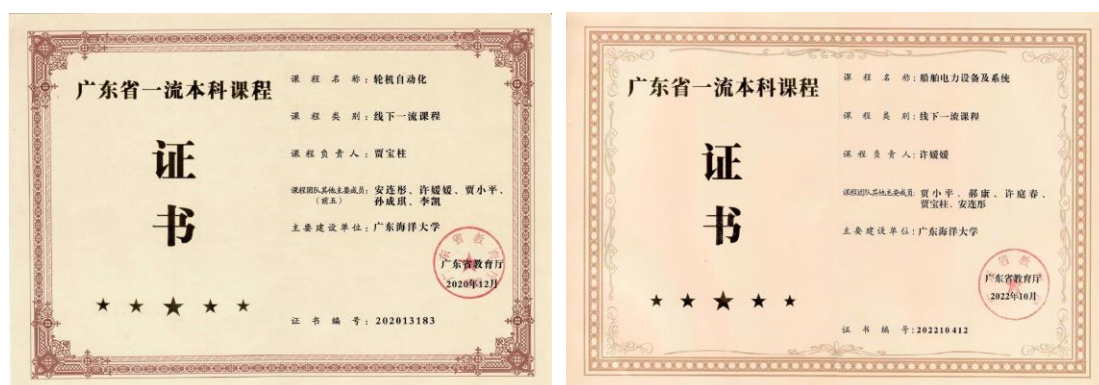 广东省一流本科课程
证
书
课程名称:轮机自动化
课程类别:线下一流课程
课程负责人:贾宝柱
课程团队其他主要成员:安连彤、许媛媛、贾小平、
(前五) 孙成琪、李凯
主要建设单位:广东海洋大学
广东省教育厅
2020年12月
证书编号:202013183
广东省一流本科课程
证
书
课程名称:船舶电力设备及系统
课程类别:线下一流课程
课程负责人:许媛媛
课程团队其他主要成员:贾小平、郝康、许庭春、
贾宝柱、安连彤
主要建设单位:广东海洋大学
广东省教育厅
2022年10月
证书编号:202210412